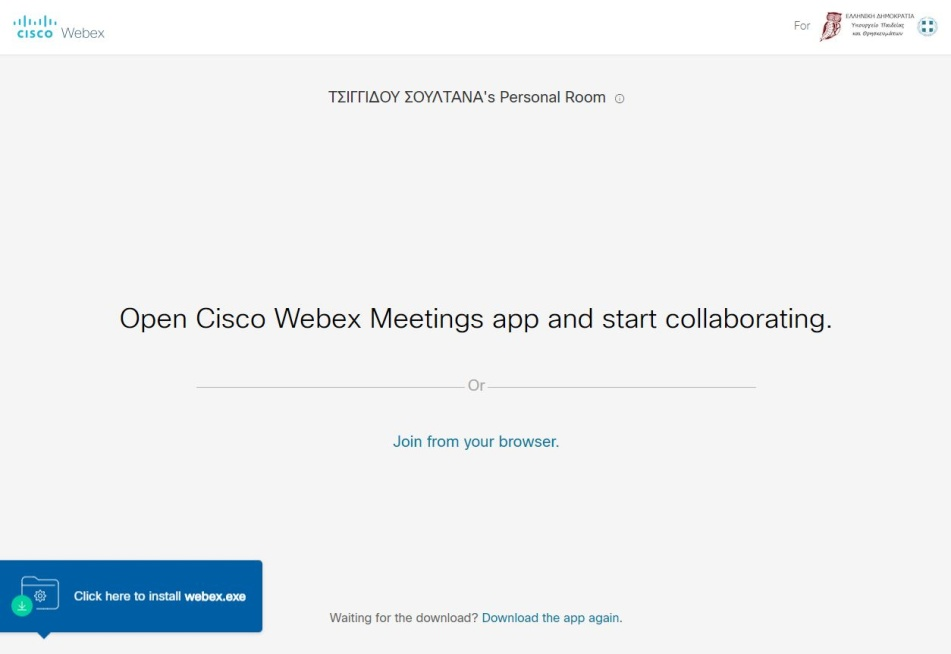 cisco Webex
For
ΕΛΛΗΝΙΚΗ ΔΗΜΟΚΡΑΤΙΑ
Υπουργείο Παιδείας
και Θρησκευμάτων
ΤΣΙΓΓΙΔΟΥ ΣΟΥΛΤΑΝΑ's Personal Room
Open Cisco Webex Meetings app and start collaborating.
Or
Join from your browser.
Click here to install webex.exe
Waiting for the download? Download the app again.